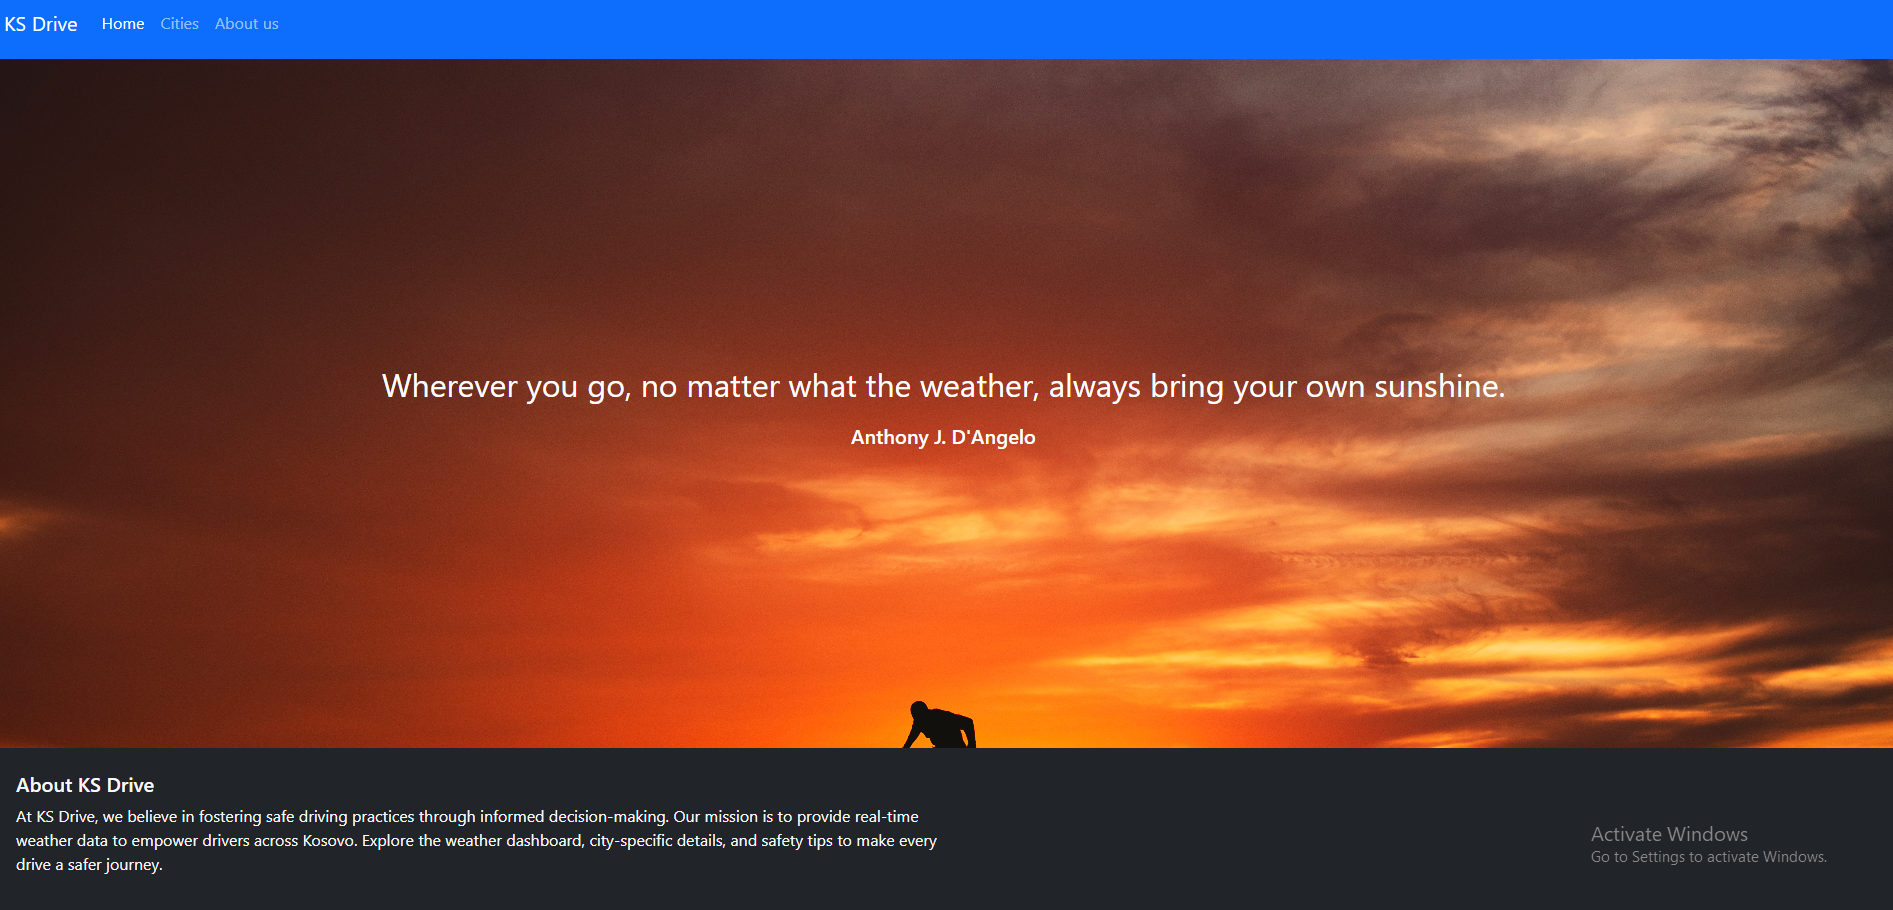 KS Drive Home Cities About us
Wherever you go, no matter what the weather, always bring your own sunshine.
Anthony J. D'Angelo
About KS Drive
At KS Drive, we believe in fostering safe driving practices through informed decision-making. Our mission is to provide real-time
weather data to empower drivers across Kosovo. Explore the weather dashboard, city-specific details, and safety tips to make every
drive a safer journey.
Activate Windows
Go to Settings to activate Windows.